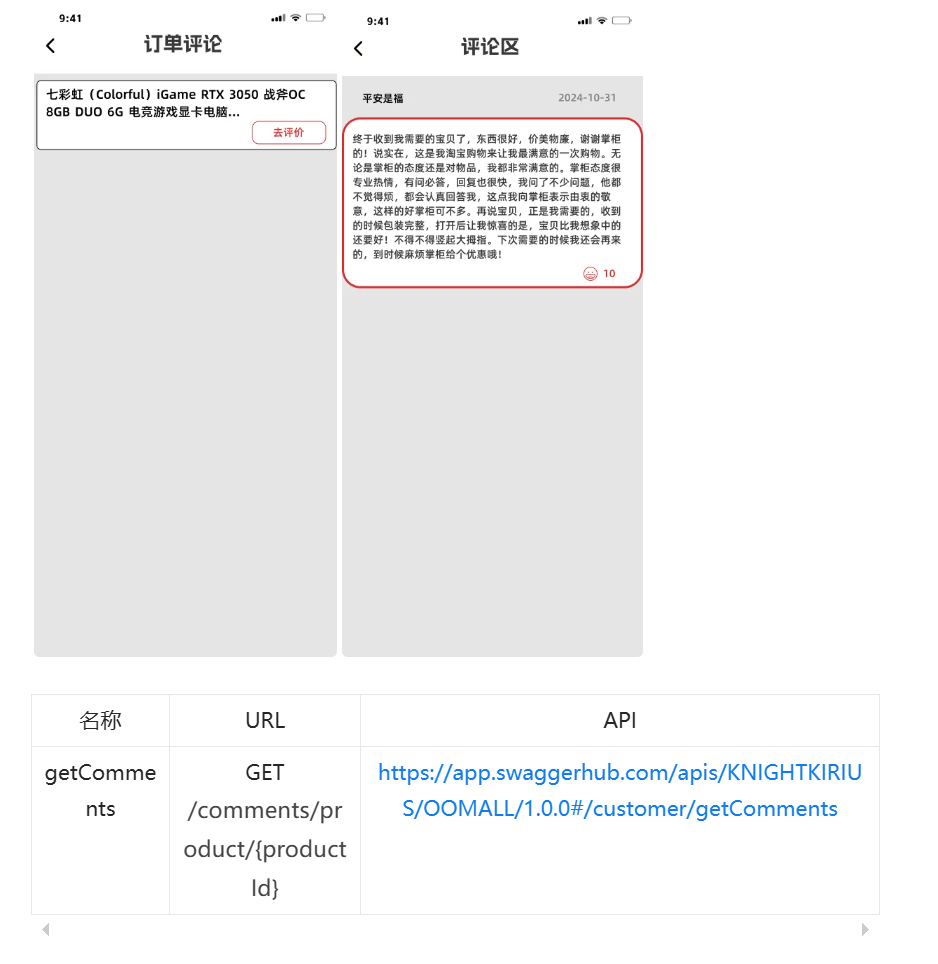 9:41
订单评论
七彩虹（Colorful）iGame RTX 3050 战斧OC
8GB DUO 6G 电竞游戏显卡电脑...
去评价
9:41
评论区
平安是福
2024-10-31
终于收到我需要的宝贝了，东西很好，价美物廉，谢谢掌柜
的！说实在，这是我淘宝购物来让我最满意的一次购物。无
论是掌柜的态度还是对物品，我都非常满意的。掌柜态度很
专业热情，有问必答，回复也很快，我问了不少问题，他都
不觉得烦，都会认真回答我，这点我向掌柜表示由衷的敬
意，这样的好掌柜可不多。再说宝贝，正是我需要的，收到
的时候包装完整，打开后让我惊喜的是，宝贝比我想象中的
还要好！不得不得竖起大拇指。下次需要的时候我还会再来
的，到时候麻烦掌柜给个优惠哦！
10
名称
URL
API
getComme
nts
GET
/comments/pr
oduct/{product
Id}
https://app.swaggerhub.com/apis/KNIGHTKIRIU
S/OOMALL/1.0.0#/customer/getComments